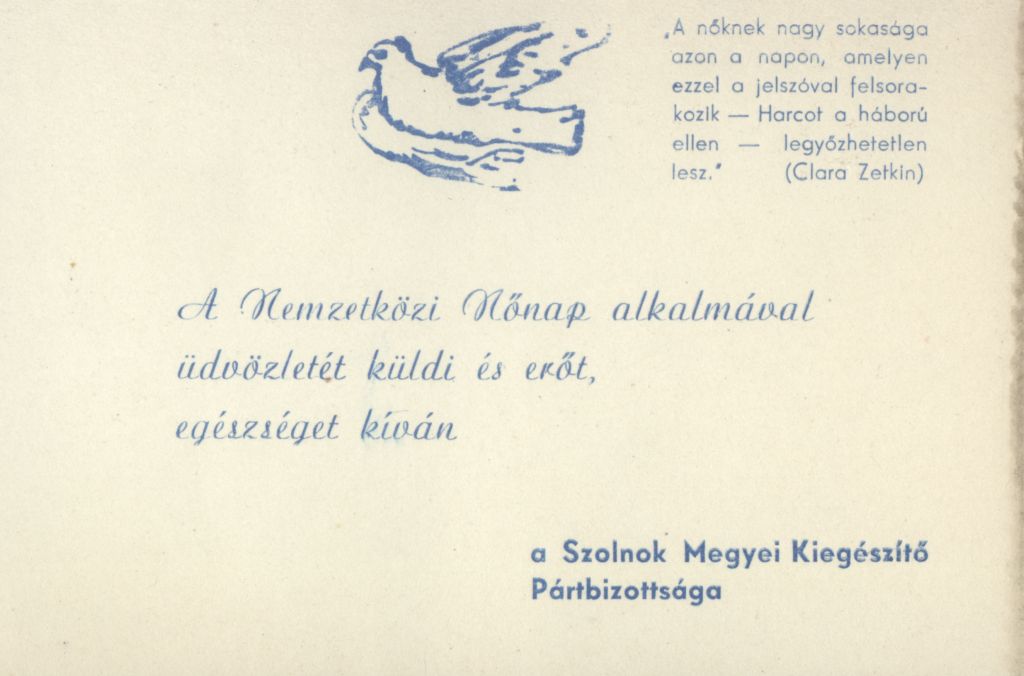 „A nőknek nagy sokasága
azon a napon, amelyen
ezzel a jelszóval felsora-
kozik — Harcot a háború
ellen — legyőzhetetlen
lesz." (Clara Zetkin)
A Nemzetközi Nőnap alkalmával
üdvözletét küldi és erőt,
egészséget kíván
a Szolnok Megyei Kiegészítő
Pártbizottsága